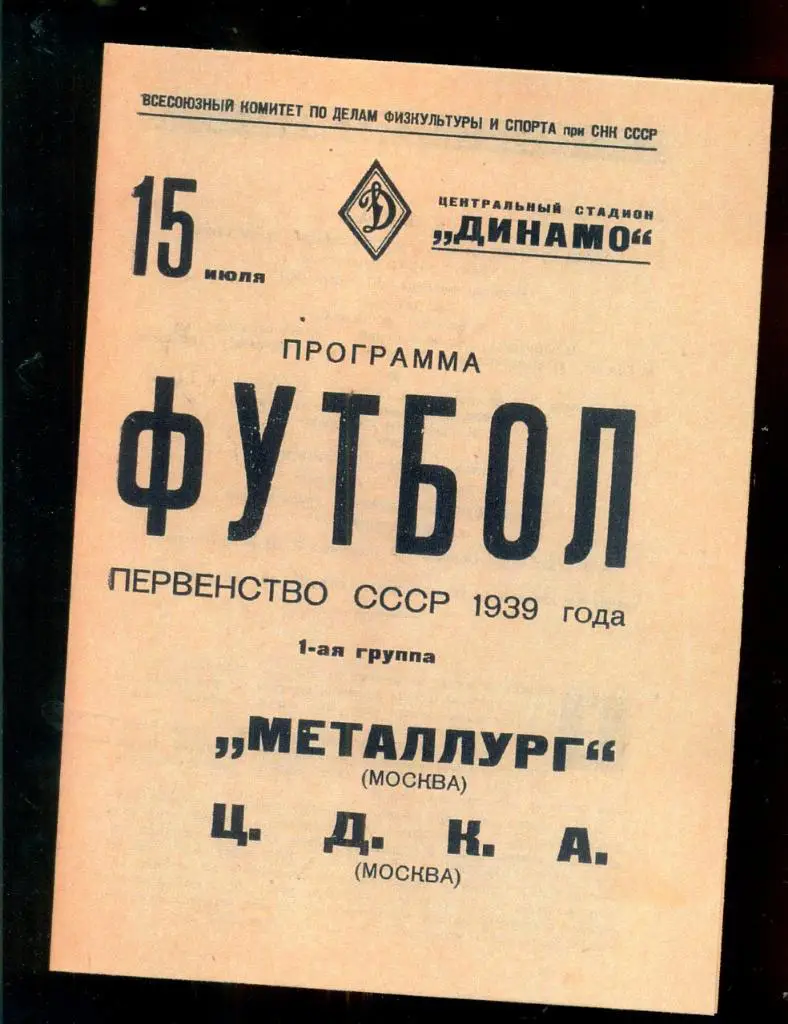 ВСЕСОЮЗНЫЙ КОМИТЕТ ПО ДЕЛАМ ФИЗКУЛЬТУРЫ И СПОРТА при СНК СССР
15 июля
Д
ЦЕНТРАЛЬНЫЙ СТАДИОН
„ДИНАМО“
ПРОГРАММА
ФУТБОЛ
ПЕРВЕНСТВО СССР 1939 года
1-ая группа
„МЕТАЛЛУРГ“
(МОСКВА)
Ц. Д. К. А.
(МОСКВА)